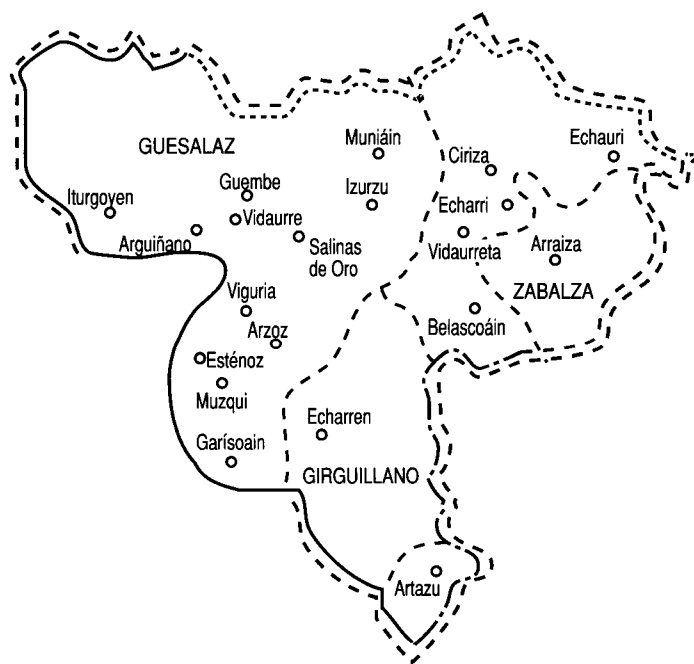 GUESALAZ
Muniáin
Ciriza
Echauri
Iturgoyen
Guembe
Izurzu
Echarri
Vidaurre
Arguiñano
Salinas
de Oro
Vidaurreta
Arraiza
ZABALZA
Viguria
Arzoz
Belascoáin
Esténoz
Muzqui
Echarren
Garísoain
GIRGUILLANO
Artazu